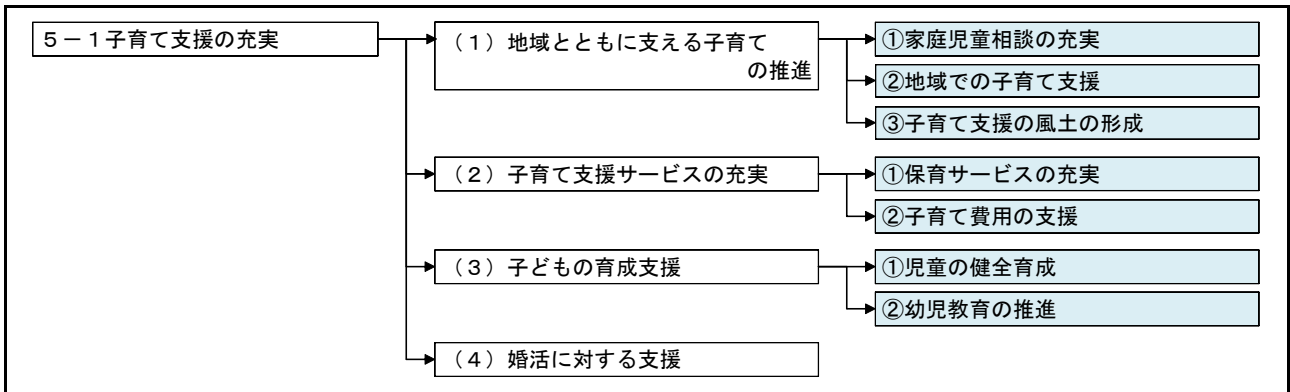 ５－１子育て支援の充実
（１）地域とともに支える子育て
の推進
①家庭児童相談の充実
②地域での子育て支援
③子育て支援の風土の形成
（２）子育て支援サービスの充実
①保育サービスの充実
②子育て費用の支援
（３）子どもの育成支援
①児童の健全育成
②幼児教育の推進
（４）婚活に対する支援